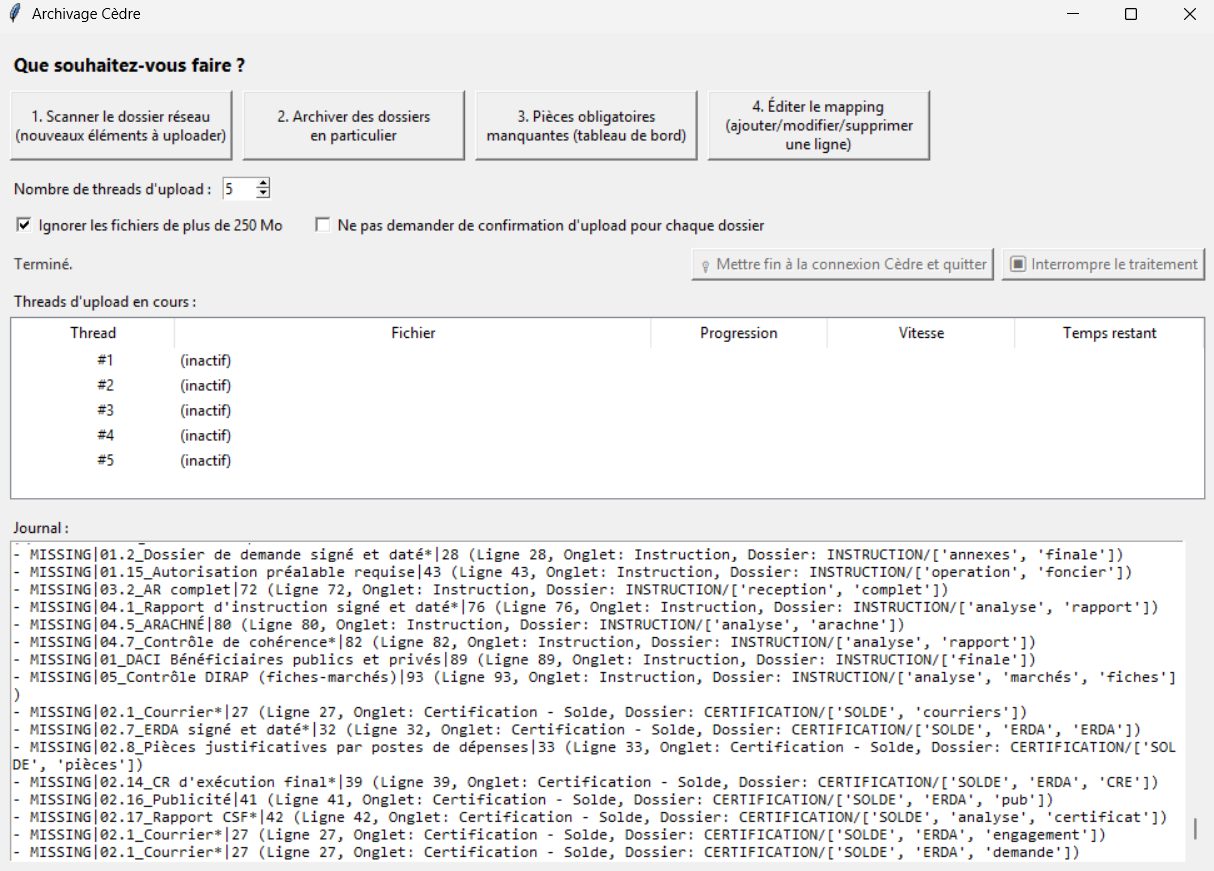 Archivage Cèdre
Que souhaitez-vous faire ?
1. Scanner le dossier réseau
(nouveaux éléments à uploader)
2. Archiver des dossiers
en particulier
3. Pièces obligatoires
manquantes (tableau de bord)
4. Éditer le mapping
(ajouter/modifier/supprimer
une ligne)
Nombre de threads d'upload : 5
Ignorer les fichiers de plus de 250 Mo Ne pas demander de confirmation d'upload pour chaque dossier
Terminé. Mettre fin à la connexion Cèdre et quitter Interrompre le traitement
Threads d'upload en cours :
Thread Fichier Progression Vitesse Temps restant
#1 (inactif)
#2 (inactif)
#3 (inactif)
#4 (inactif)
#5 (inactif)
Journal :
- MISSING|01.2_Dossier de demande signé et daté*|28 (Ligne 28, Onglet: Instruction, Dossier: INSTRUCTION/['annexes', 'finale'])
- MISSING|01.15_Autorisation préalable requise|43 (Ligne 43, Onglet: Instruction, Dossier: INSTRUCTION/['operation', 'foncier'])
- MISSING|03.2_AR complet|72 (Ligne 72, Onglet: Instruction, Dossier: INSTRUCTION/['reception', 'complet'])
- MISSING|04.1_Rapport d'instruction signé et daté*|76 (Ligne 76, Onglet: Instruction, Dossier: INSTRUCTION/['analyse', 'rapport'])
- MISSING|04.5_ARACHNÉ|80 (Ligne 80, Onglet: Instruction, Dossier: INSTRUCTION/['analyse', 'arachne'])
- MISSING|04.7_Contrôle de cohérence*|82 (Ligne 82, Onglet: Instruction, Dossier: INSTRUCTION/['analyse', 'rapport'])
- MISSING|01_DACI Bénéficiaires publics et privés|89 (Ligne 89, Onglet: Instruction, Dossier: INSTRUCTION/['finale'])
- MISSING|05_Contrôle DIRAP (fiches-marchés)|93 (Ligne 93, Onglet: Instruction, Dossier: INSTRUCTION/['analyse', 'marchés', 'fiches']
)
- MISSING|02.1_Courrier*|27 (Ligne 27, Onglet: Certification - Solde, Dossier: CERTIFICATION/['SOLDE', 'courriers'])
- MISSING|02.7_ERDA signé et daté*|32 (Ligne 32, Onglet: Certification - Solde, Dossier: CERTIFICATION/['SOLDE', 'ERDA', 'ERDA'])
- MISSING|02.8_Pièces justificatives par postes de dépenses|33 (Ligne 33, Onglet: Certification - Solde, Dossier: CERTIFICATION/['SOL
DE', 'pièces'])
- MISSING|02.14_CR d'exécution final*|39 (Ligne 39, Onglet: Certification - Solde, Dossier: CERTIFICATION/['SOLDE', 'ERDA', 'CRE'])
- MISSING|02.16_Publicité|41 (Ligne 41, Onglet: Certification - Solde, Dossier: CERTIFICATION/['SOLDE', 'ERDA', 'pub'])
- MISSING|02.17_Rapport CSF*|42 (Ligne 42, Onglet: Certification - Solde, Dossier: CERTIFICATION/['SOLDE', 'analyse', 'certificat'])
- MISSING|02.1_Courrier*|27 (Ligne 27, Onglet: Certification - Solde, Dossier: CERTIFICATION/['SOLDE', 'ERDA', 'engagement'])
- MISSING|02.1_Courrier*|27 (Ligne 27, Onglet: Certification - Solde, Dossier: CERTIFICATION/['SOLDE', 'ERDA', 'demande'])